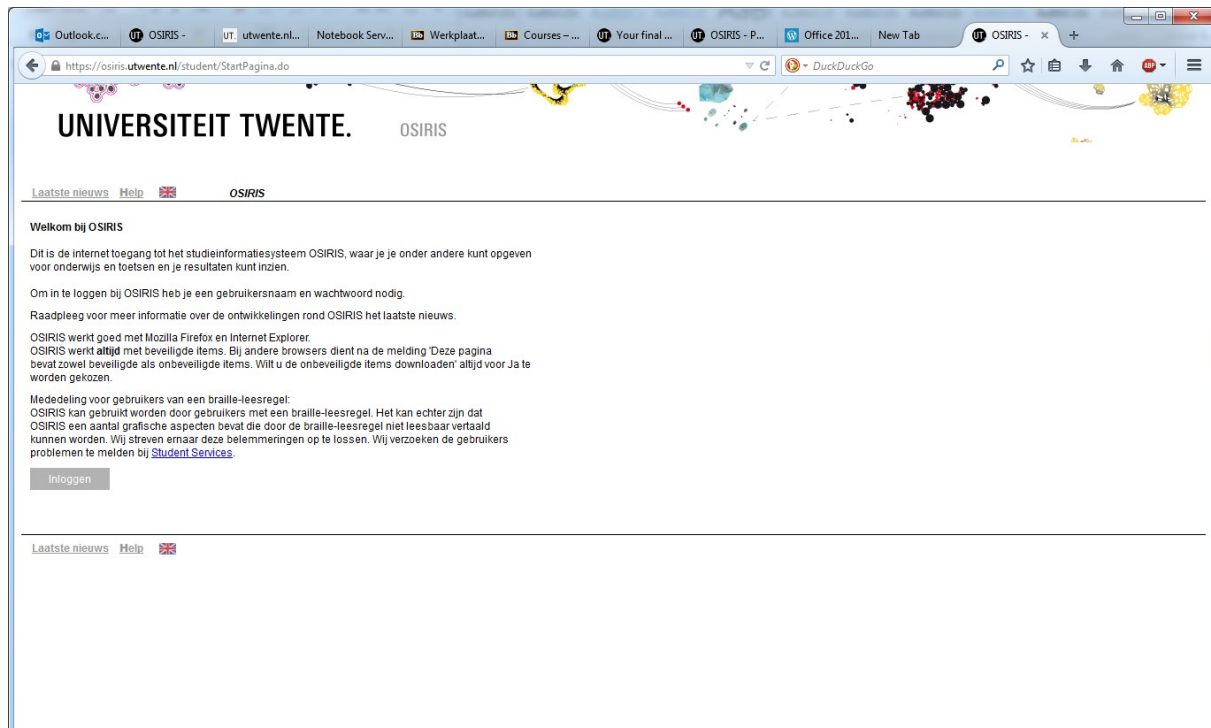 Outlook.c... OSIRIS - UT. utwente.nl... Notebook Serv... Bb Werkplaat... Bb Courses – ... Your final ... OSIRIS - P... Office 201... New Tab OSIRIS - × +
https://osiris.utwente.nl/student/StartPagina.do DuckDuckGo ABP
UNIVERSITEIT TWENTE. OSIRIS
Laatste nieuws Help OSIRIS
Welkom bij OSIRIS
Dit is de internet toegang tot het studieinformatiesysteem OSIRIS, waar je je onder andere kunt opgeven
voor onderwijs en toetsen en je resultaten kunt inzien.
Om in te loggen bij OSIRIS heb je een gebruikersnaam en wachtwoord nodig.
Raadpleeg voor meer informatie over de ontwikkelingen rond OSIRIS het laatste nieuws.
OSIRIS werkt goed met Mozilla Firefox en Internet Explorer.
OSIRIS werkt altijd met beveiligde items. Bij andere browsers dient na de melding 'Deze pagina
bevat zowel beveiligde als onbeveiligde items. Wilt u de onbeveiligde items downloaden' altijd voor Ja te
worden gekozen.
Mededeling voor gebruikers van een braille-leesregel:
OSIRIS kan gebruikt worden door gebruikers met een braille-leesregel. Het kan echter zijn dat
OSIRIS een aantal grafische aspecten bevat die door de braille-leesregel niet leesbaar vertaald
kunnen worden. Wij streven ernaar deze belemmeringen op te lossen. Wij verzoeken de gebruikers
problemen te melden bij Student Services.
Inloggen
Laatste nieuws Help